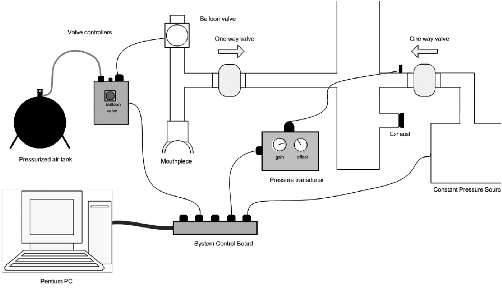 Balloon valve
Valve controllers
One way valve
One way valve
Balloon
valve
Pressurized air tank
Mouthpiece
gain
offset
Exhaust
Pressure transducer
Constant Pressure Source
System Control Board
Pentium PC